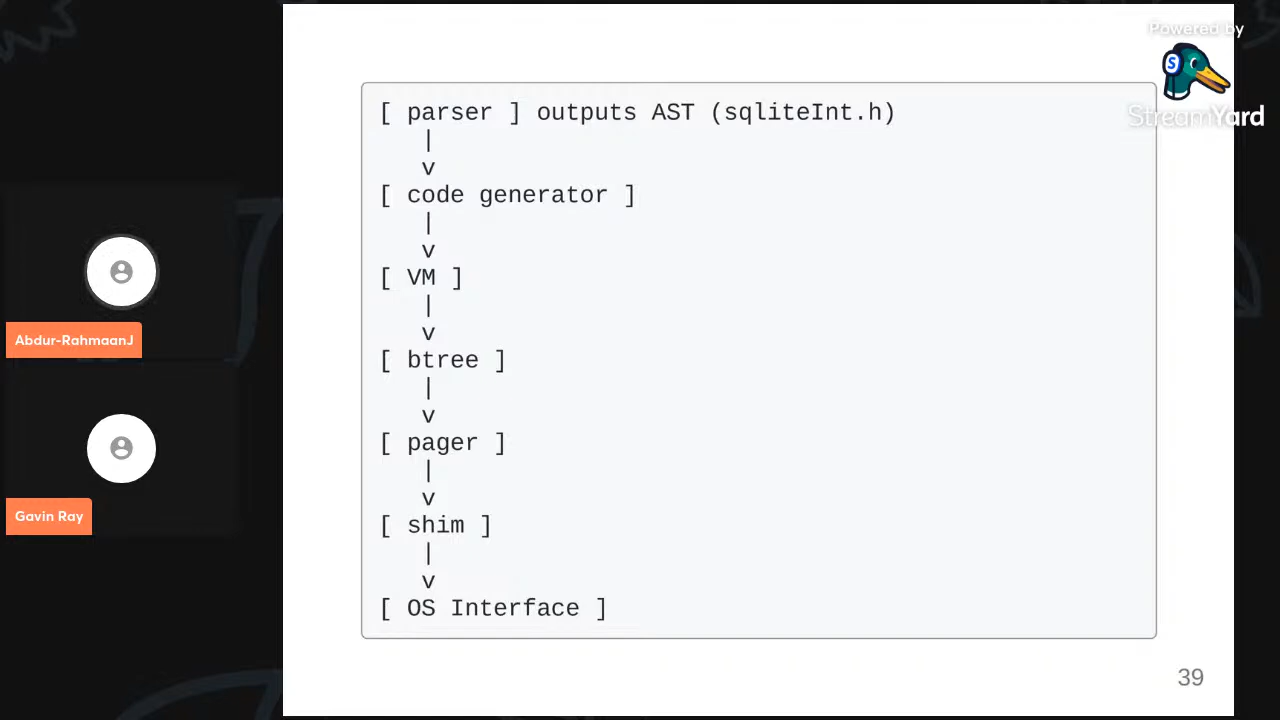 Powered by
StreamYard
[ parser ] outputs AST (sqliteInt.h)
|
v
[ code generator ]
|
v
[ VM ]
|
v
[ btree ]
|
v
[ pager ]
|
v
[ shim ]
|
v
[ OS Interface ]
Abdur-RahmaanJ
Gavin Ray
39